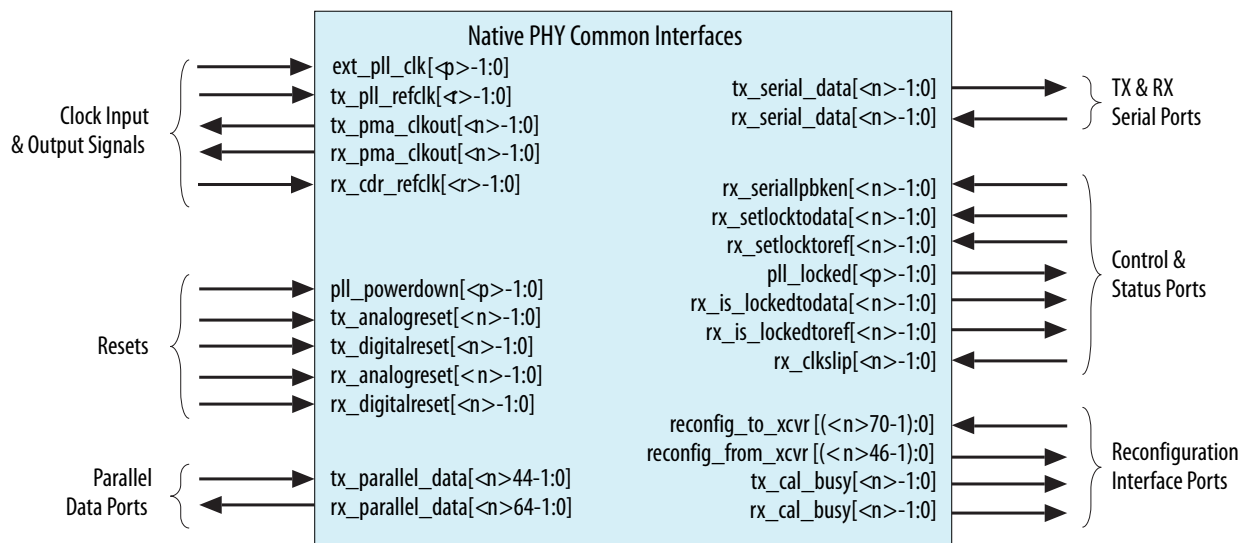 Native PHY Common Interfaces
Clock Input
& Output Signals
ext_pll_clk[<p>-1:0]
tx_pll_refclk[<r>-1:0]
tx_pma_clkout[<n>-1:0]
rx_pma_clkout[<n>-1:0]
rx_cdr_refclk[<r>-1:0]
Resets
pll_powerdown[<p>-1:0]
tx_analogreset[<n>-1:0]
tx_digitalreset[<n>-1:0]
rx_analogreset[<n>-1:0]
rx_digitalreset[<n>-1:0]
Parallel
Data Ports
tx_parallel_data[<n>44-1:0]
rx_parallel_data[<n>64-1:0]
tx_serial_data[<n>-1:0]
rx_serial_data[<n>-1:0]
TX & RX
Serial Ports
rx_seriallpbken[<n>-1:0]
rx_setlocktodata[<n>-1:0]
rx_setlocktoref[<n>-1:0]
pll_locked[<p>-1:0]
rx_is_lockedtodata[<n>-1:0]
rx_is_lockedtoref[<n>-1:0]
rx_clkslip[<n>-1:0]
Control &
Status Ports
reconfig_to_xcvr [(<n>70-1):0]
reconfig_from_xcvr [(<n>46-1):0]
tx_cal_busy[<n>-1:0]
rx_cal_busy[<n>-1:0]
Reconfiguration
Interface Ports